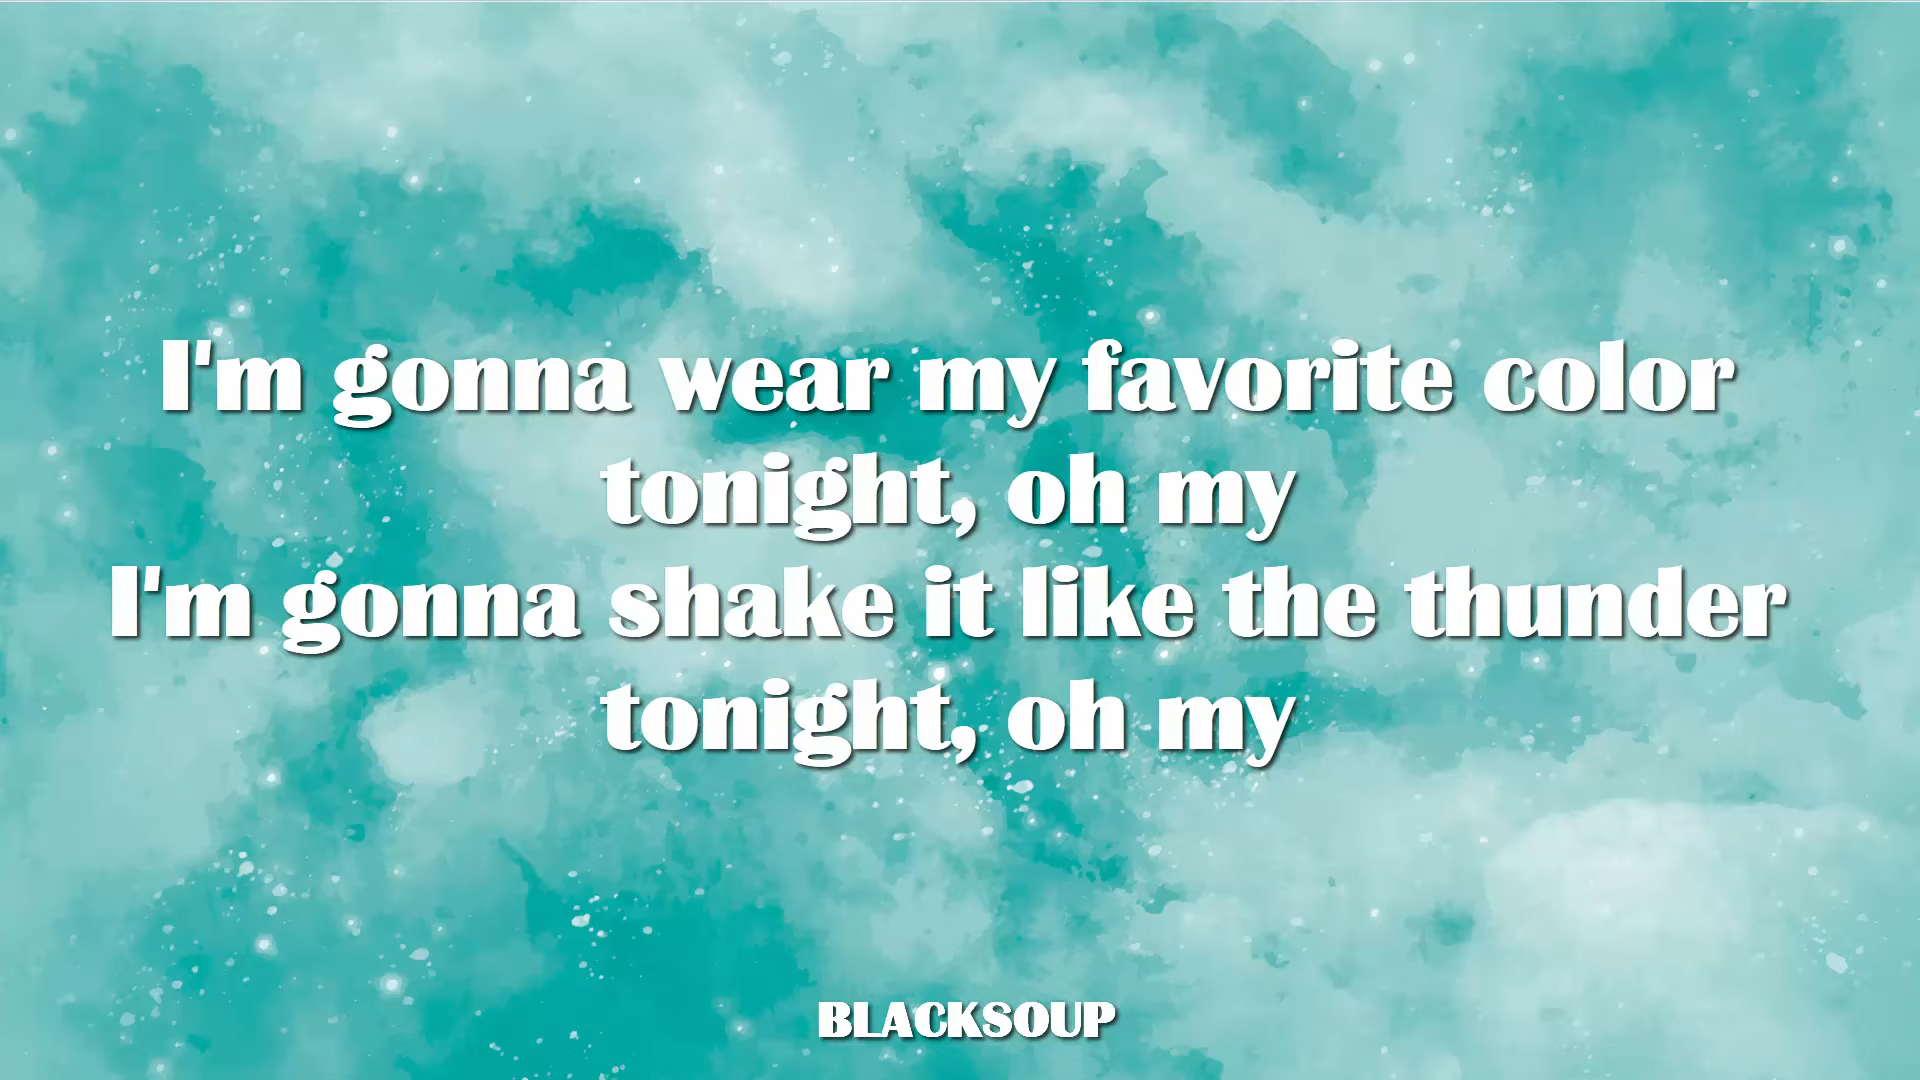 I'm gonna wear my favorite color
tonight, oh my
I'm gonna shake it like the thunder
tonight, oh my
BLACKSOUP